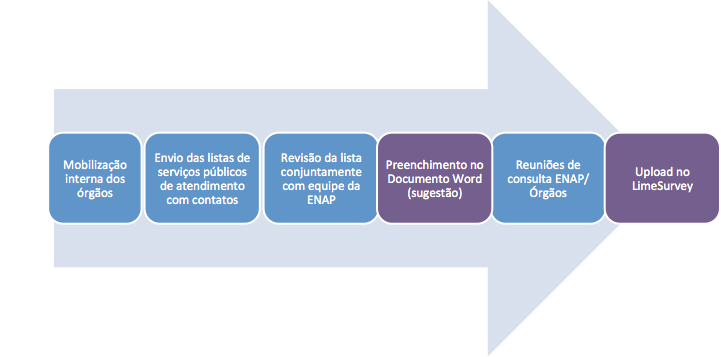 Mobilização
interna dos
órgãos
Envio das listas de
serviços públicos
de atendimento
com contatos
Revisão da lista
conjuntamente
com equipe da
ENAP
Preenchimento no
Documento Word
(sugestão)
Reuniões de
consulta ENAP/
Órgãos
Upload no
LimeSurvey